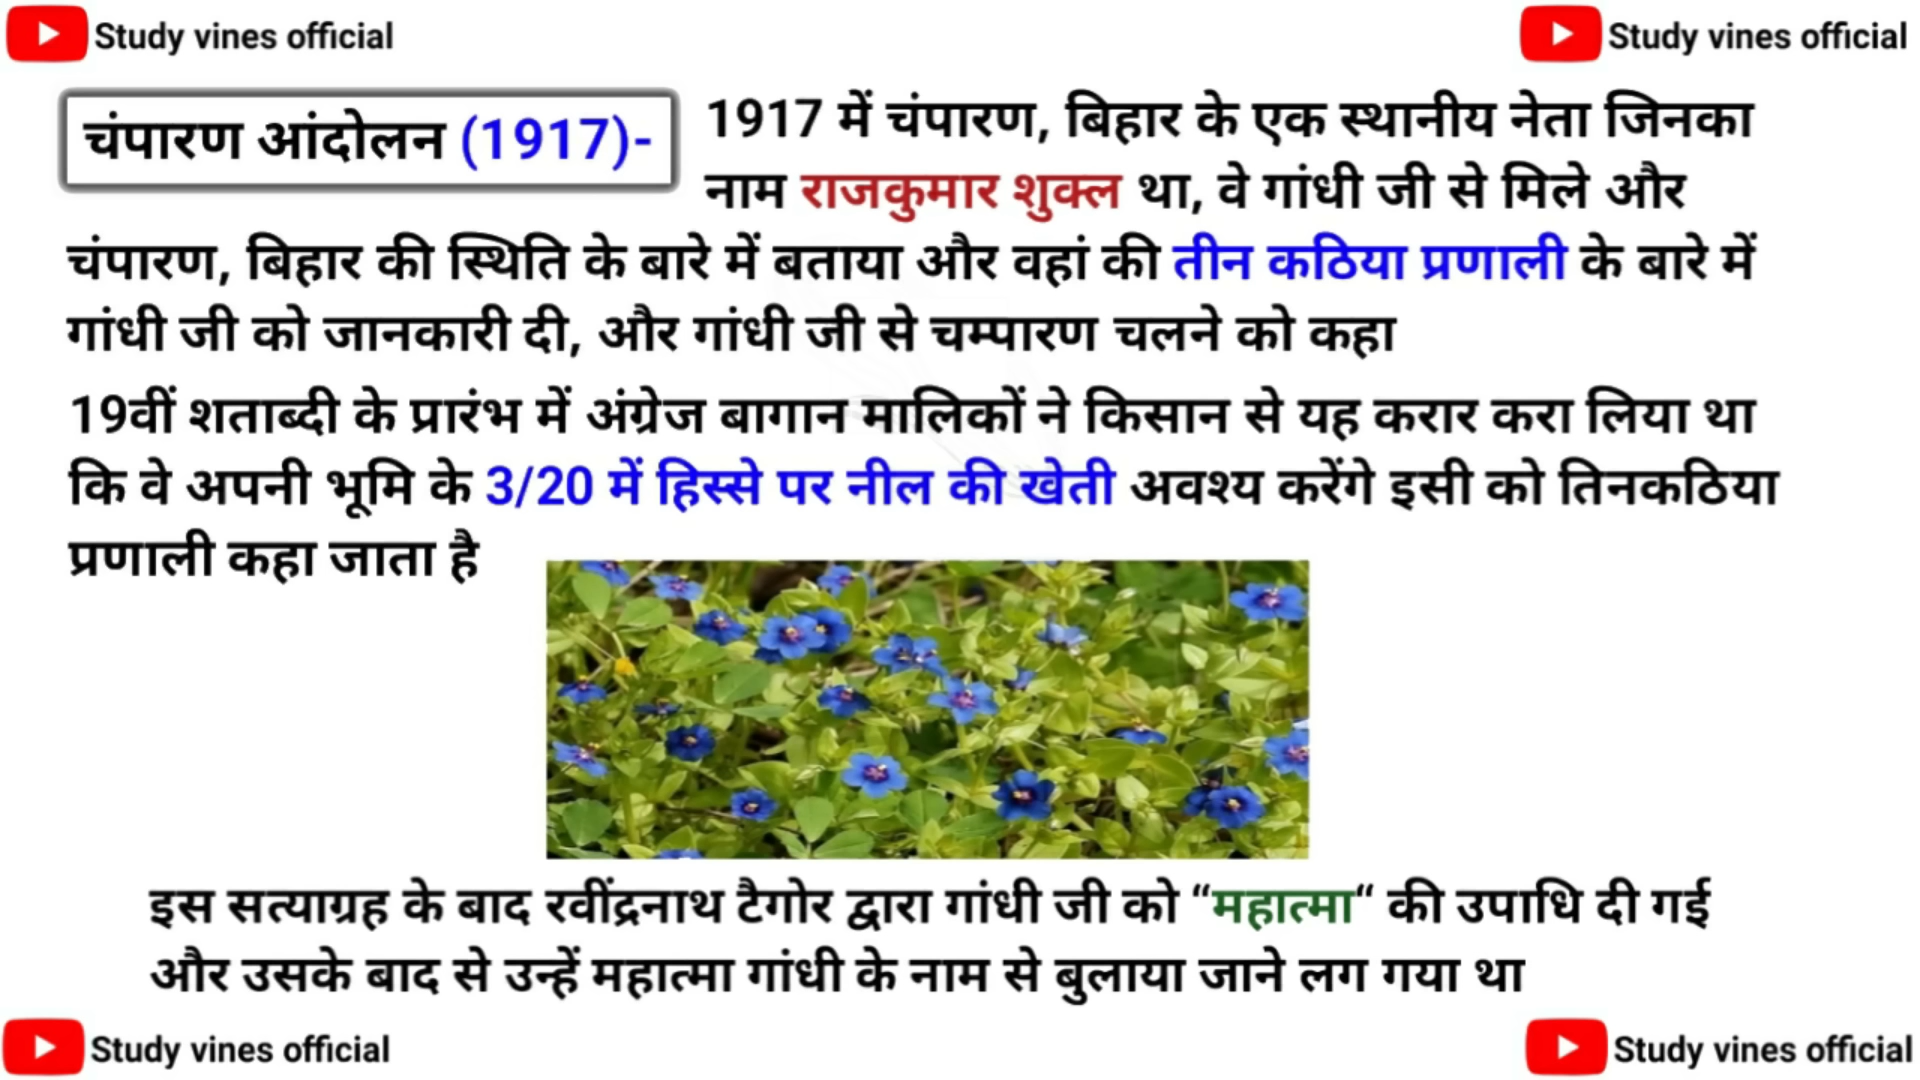 Study vines official
Study vines official
चंपारण आंदोलन (1917)-
1917 में चंपारण, बिहार के एक स्थानीय नेता जिनका
नाम राजकुमार शुक्ल था, वे गांधी जी से मिले और
चंपारण, बिहार की स्थिति के बारे में बताया और वहां की तीन कठिया प्रणाली के बारे में
गांधी जी को जानकारी दी, और गांधी जी से चम्पारण चलने को कहा
19वीं शताब्दी के प्रारंभ में अंग्रेज बागान मालिकों ने किसान से यह करार करा लिया था
कि वे अपनी भूमि के 3/20 में हिस्से पर नील की खेती अवश्य करेंगे इसी को तिनकठिया
प्रणाली कहा जाता है
इस सत्याग्रह के बाद रवींद्रनाथ टैगोर द्वारा गांधी जी को “महात्मा“ की उपाधि दी गई
और उसके बाद से उन्हें महात्मा गांधी के नाम से बुलाया जाने लग गया था
Study vines official
Study vines official